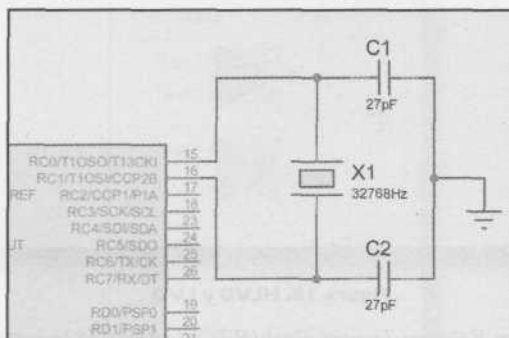 C1
27pF
RC0/T1OSO/T13CKI 15
RC1/T1OSI/CCP2B 16
REF RC2/CCP1/P1A 17
RC3/SCK/SCL 18
RC4/SDI/SDA 23
UT RC5/SDO 24
RC6/TX/CK 25
RC7/RX/DT 26
RD0/PSP0 19
RD1/PSP1 20
21
X1
32768Hz
C2
27pF